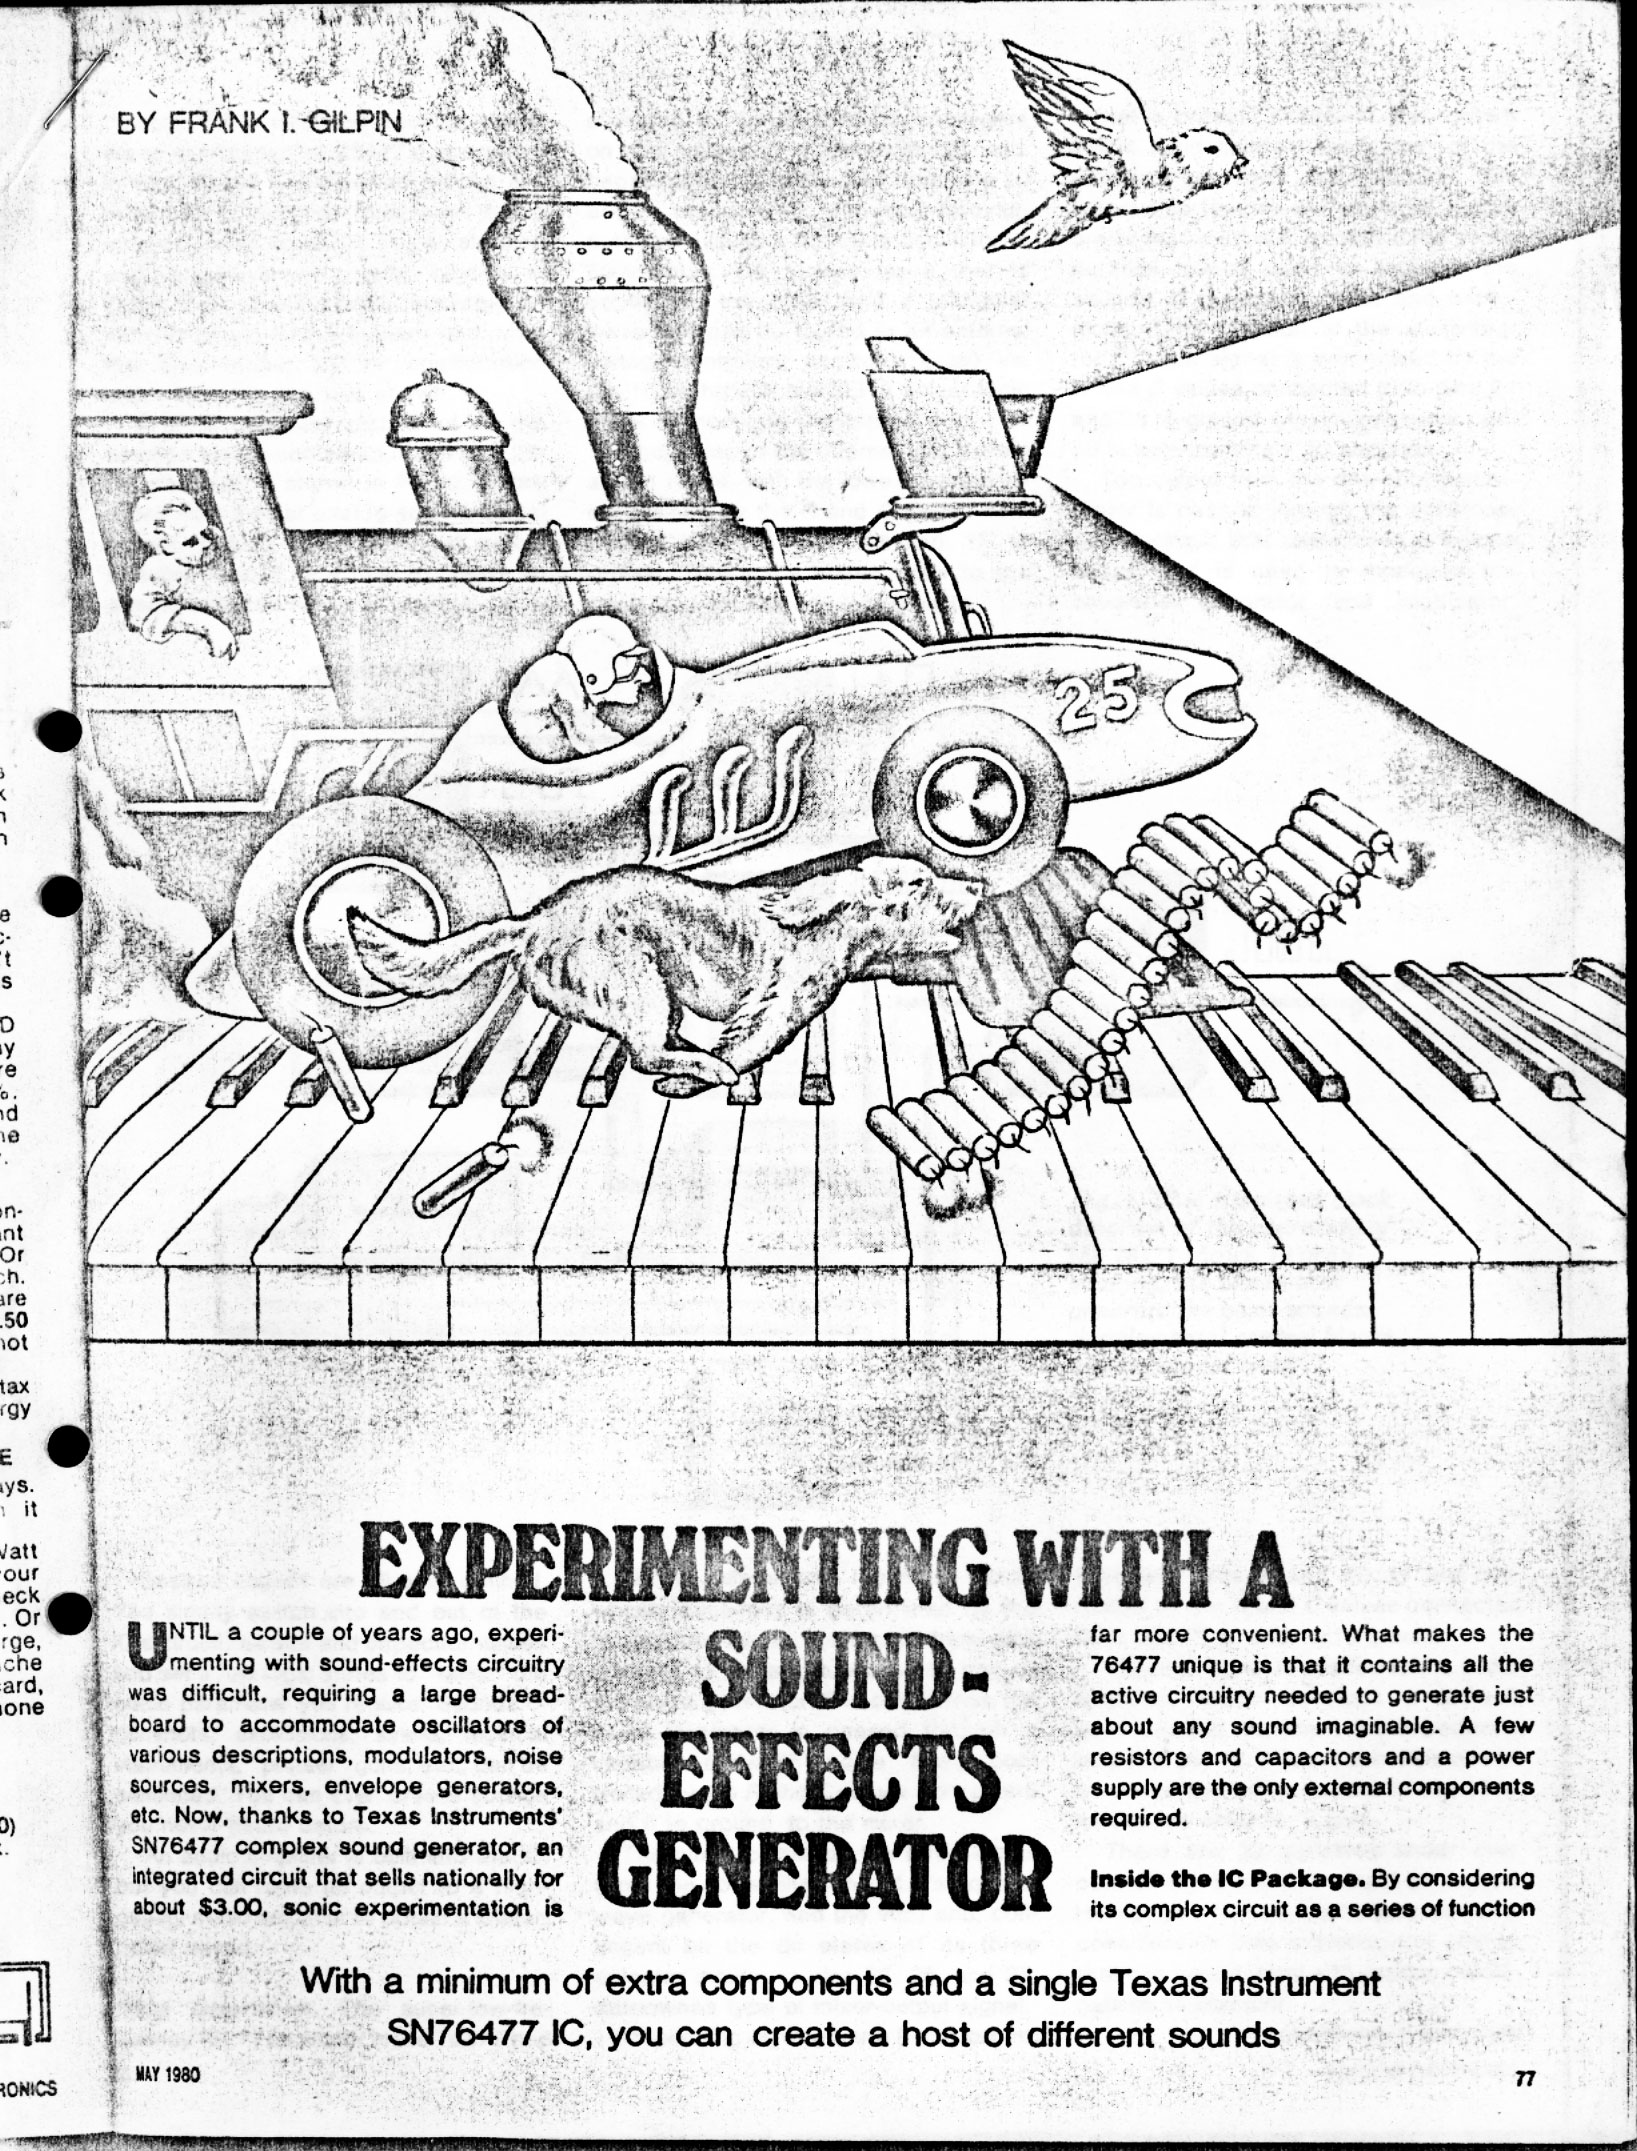 BY FRANK I. GILPIN
25
EXPERIMENTING WITH A
SOUND-
EFFECTS
GENERATOR
UNTIL a couple of years ago, experi-
menting with sound-effects circuitry
was difficult, requiring a large bread-
board to accommodate oscillators of
various descriptions, modulators, noise
sources, mixers, envelope generators,
etc. Now, thanks to Texas Instruments'
SN76477 complex sound generator, an
integrated circuit that sells nationally for
about $3.00, sonic experimentation is
far more convenient. What makes the
76477 unique is that it contains all the
active circuitry needed to generate just
about any sound imaginable. A few
resistors and capacitors and a power
supply are the only external components
required.
Inside the IC Package. By considering
its complex circuit as a series of function
With a minimum of extra components and a single Texas Instrument
SN76477 IC, you can create a host of different sounds
MAY 1980
77